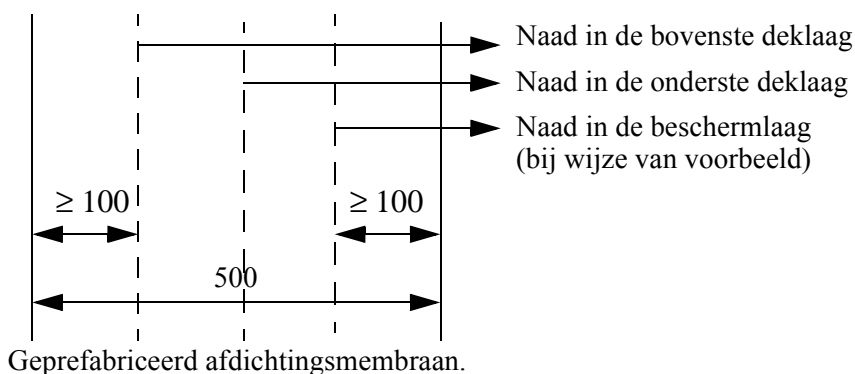 Naad in de bovenste deklaag
Naad in de onderste deklaag
Naad in de beschermlaag
(bij wijze van voorbeeld)
≥ 100
≥ 100
500
Geprefabriceerd afdichtingsmembraan.